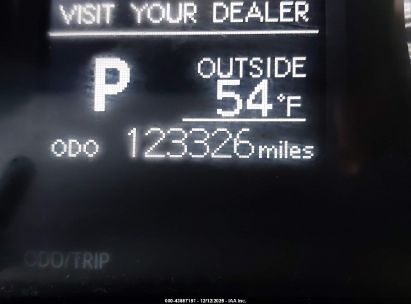 VISIT YOUR DEALER
P
OUTSIDE
54°F
ODO 123326 miles
ODO/TRIP